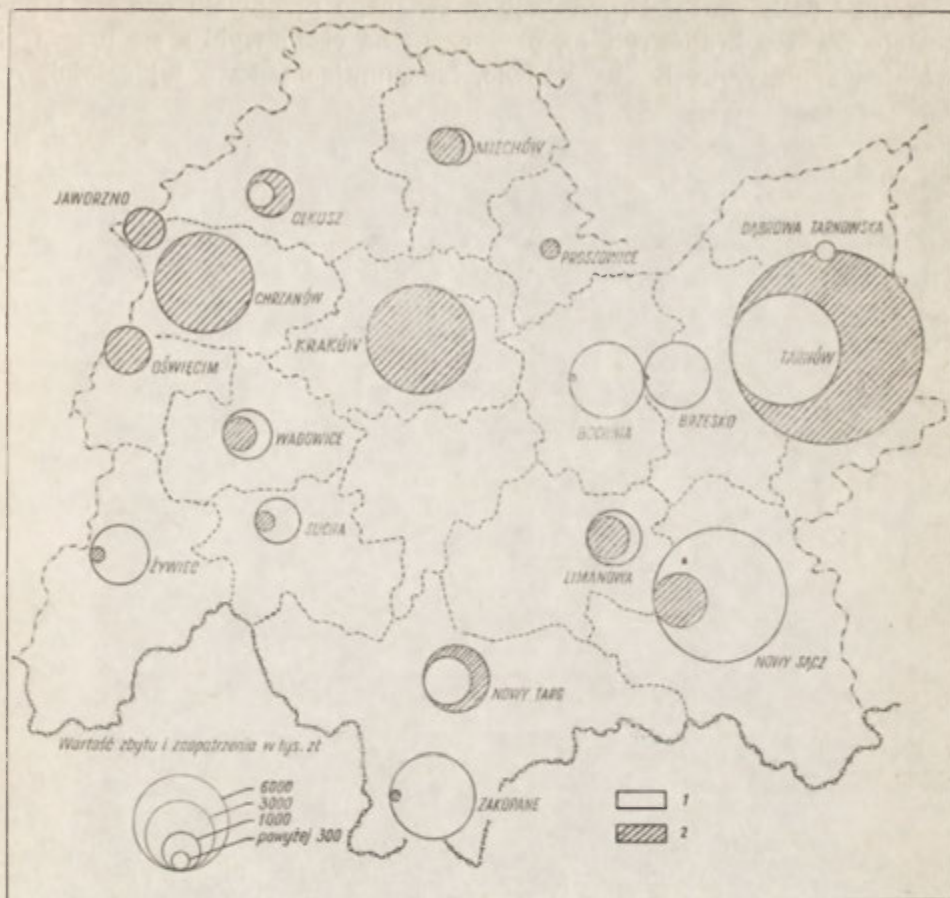 MIECHÓW
JAWORZNO
OLKUSZ
PROSZOWICE
DĄBROWA TARNOWSKA
CHRZANÓW
KRAKÓW
TARNÓW
OŚWIĘCIM
BOCHNIA
BRZESKO
WADOWICE
SUCHA
ŻYWIEC
LIMANOWA
NOWY SĄCZ
NOWY TARG
Wartość zbytu i zaopatrzenia w tys. zł
6000
3000
1000
powyżej 300
ZAKOPANE
1
2